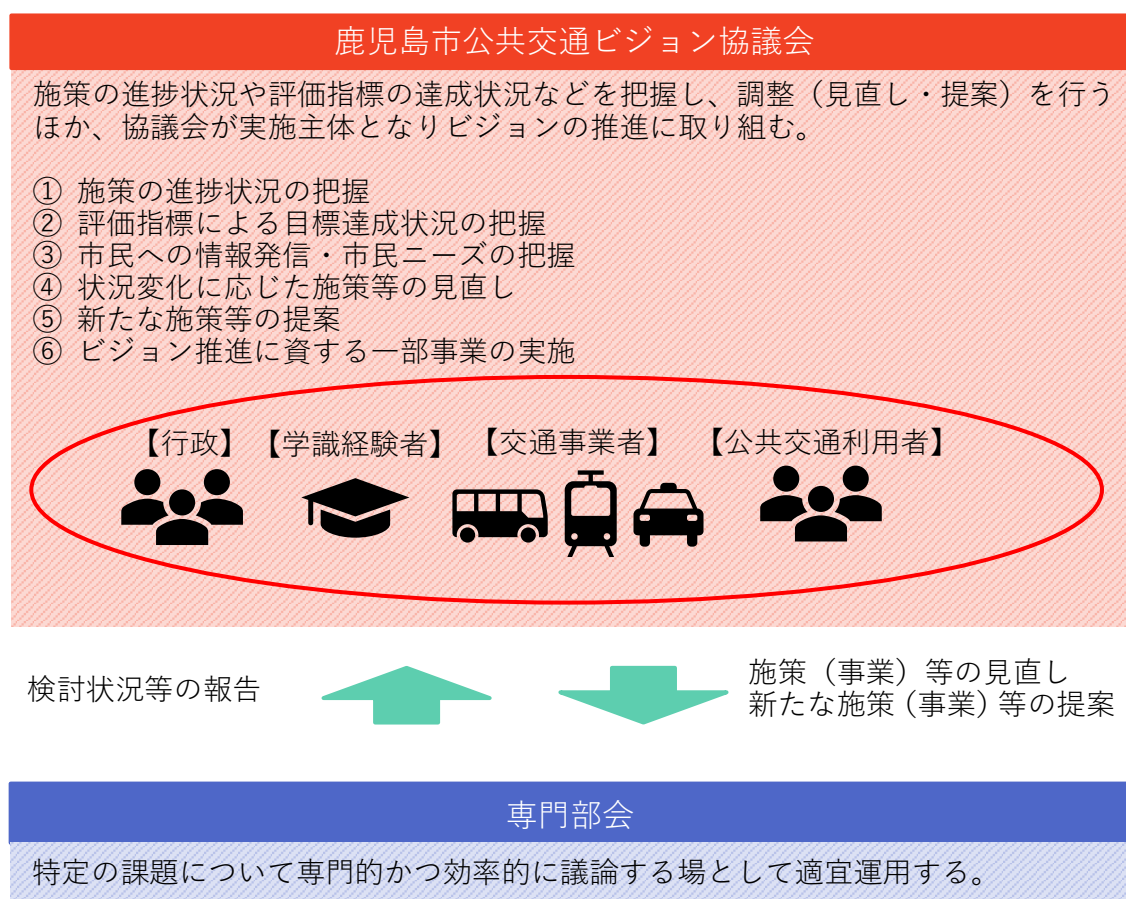 鹿児島市公共交通ビジョン協議会
施策の進捗状況や評価指標の達成状況などを把握し、調整（見直し・提案）を行う
ほか、協議会が実施主体となりビジョンの推進に取り組む。
① 施策の進捗状況の把握
② 評価指標による目標達成状況の把握
③ 市民への情報発信・市民ニーズの把握
④ 状況変化に応じた施策等の見直し
⑤ 新たな施策等の提案
⑥ ビジョン推進に資する一部事業の実施
【行政】 【学識経験者】 【交通事業者】 【公共交通利用者】
検討状況等の報告
施策（事業）等の見直し
新たな施策（事業）等の提案
専門部会
特定の課題について専門的かつ効率的に議論する場として適宜運用する。